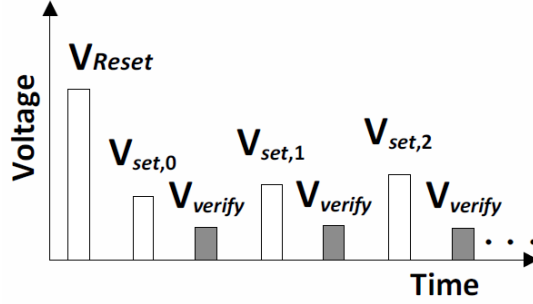 Voltage
VReset
Vset,0
Vverify
Vset,1
Vverify
Vset,2
Vverify
. . .
Time